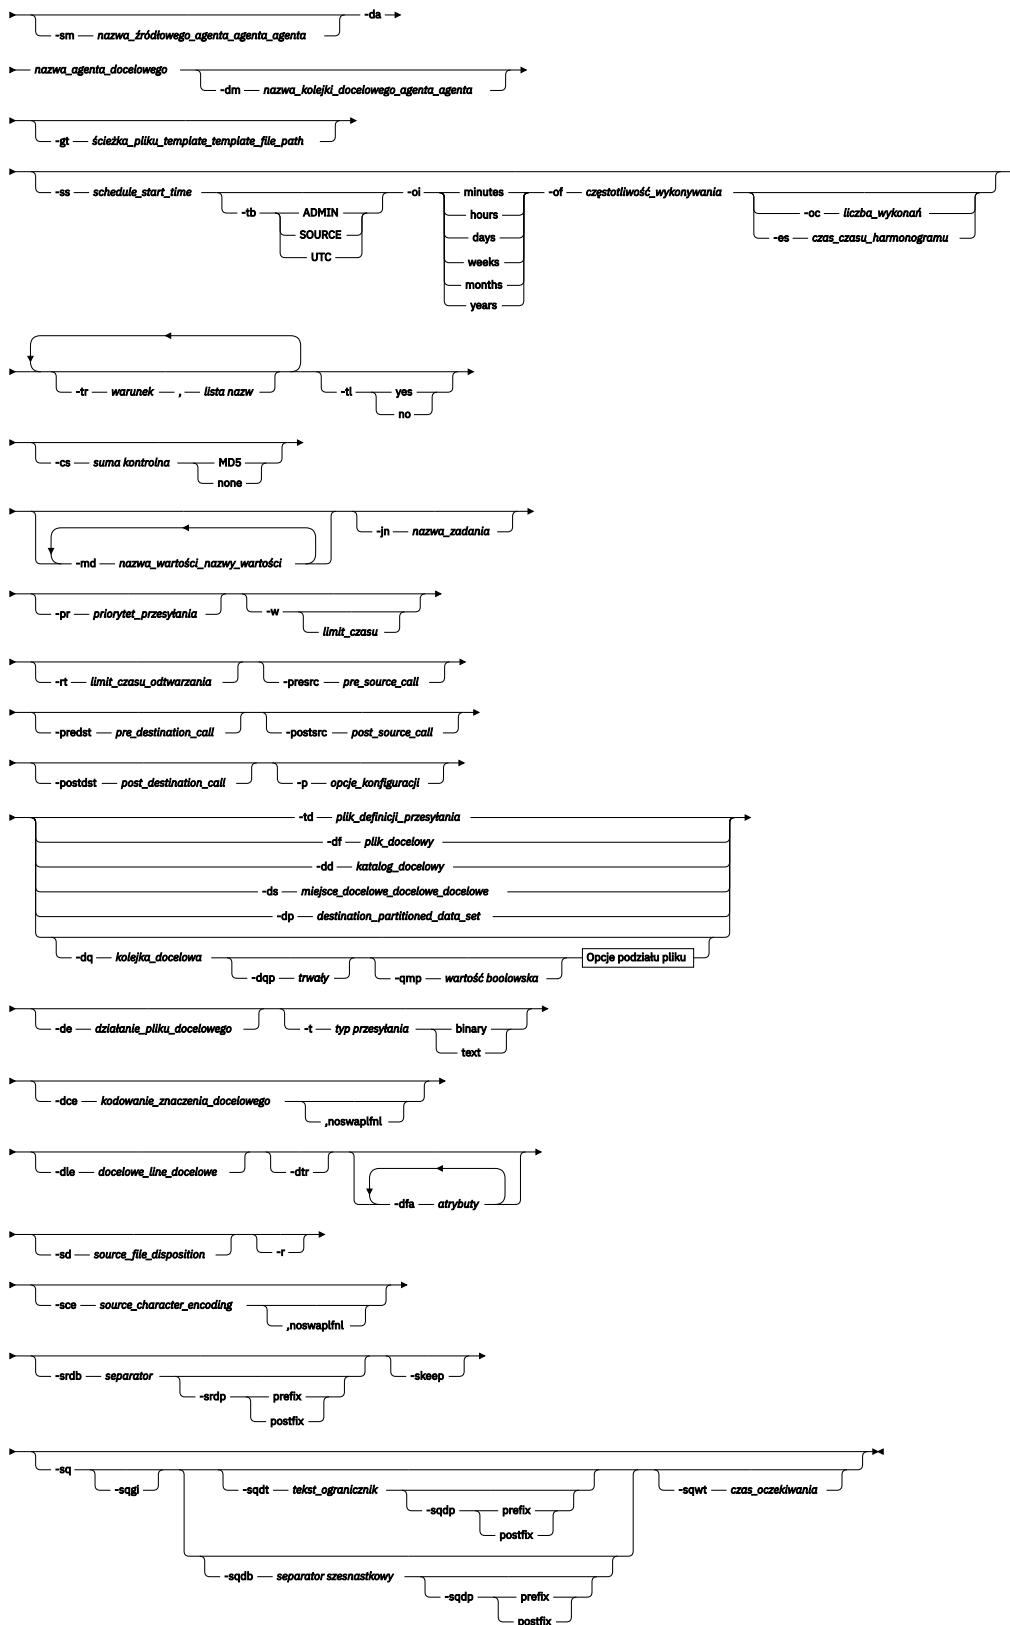 -sm nazwa_źródłowego_agenta_agenta_agenta -da
nazwa_agenta_docelowego
-dm nazwa_kolejki_docelowego_agenta_agenta
-gt ścieżka_pliku_template_template_file_path
-ss schedule_start_time -oi minutes -of częstotliwość_wykonywania
-tb ADMIN hours -oc liczba_wykonań
SOURCE days -es czas_czasu_harmonogramu
UTC weeks
months
years
-tr warunek , lista nazw -tl yes
no
-cs suma kontrolna MD5
none
-jn nazwa_zadania
-md nazwa_wartości_nazwy_wartości
-pr priorytet_przesyłania -w
limit_czasu
-rt limit_czasu_odtwarzania -presrc pre_source_call
-predst pre_destination_call -postsrc post_source_call
-postdst post_destination_call -p opcje_konfiguracji
-td plik_definicji_przesyłania
-df plik_docelowy
-dd katalog_docelowy
-ds miejsce_docelowe_docelowe_docelowe
-dp destination_partitioned_data_set
-dq kolejka_docelowa Opcje podziału pliku
-dqp trwały -qmp wartość boolowska
-de działanie_pliku_docelowego -t typ przesyłania binary
text
-dce kodowanie_znaczenia_docelowego
,noswaplfnl
-dle docelowe_line_docelowe -dtr
-dfa atrybuty
-sd source_file_disposition -r
-sce source_character_encoding
,noswaplfnl
-srdb separator -skeep
-srdp prefix
postfix
-sq
-sqgi -sqdt tekst_ogranicznik -sqwt czas_oczekiwania
-sqdp prefix
postfix
-sqdb separator szesnastkowy
-sqdp prefix
postfix